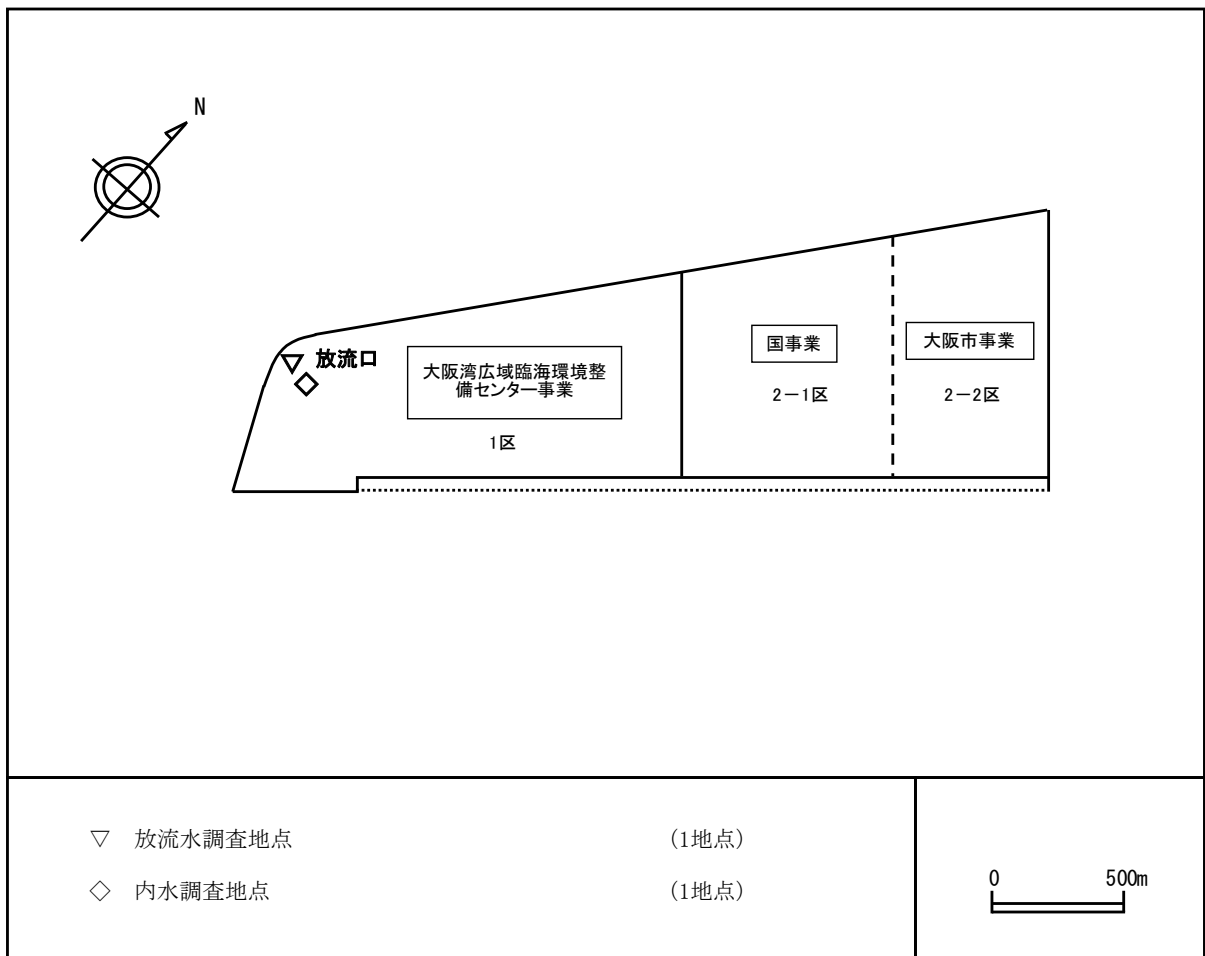 N
放流口
大阪湾広域臨海環境整
備センター事業
1区
国事業
2－1区
大阪市事業
2－2区
▽ 放流水調査地点 (1地点)
◇ 内水調査地点 (1地点)
0 500m